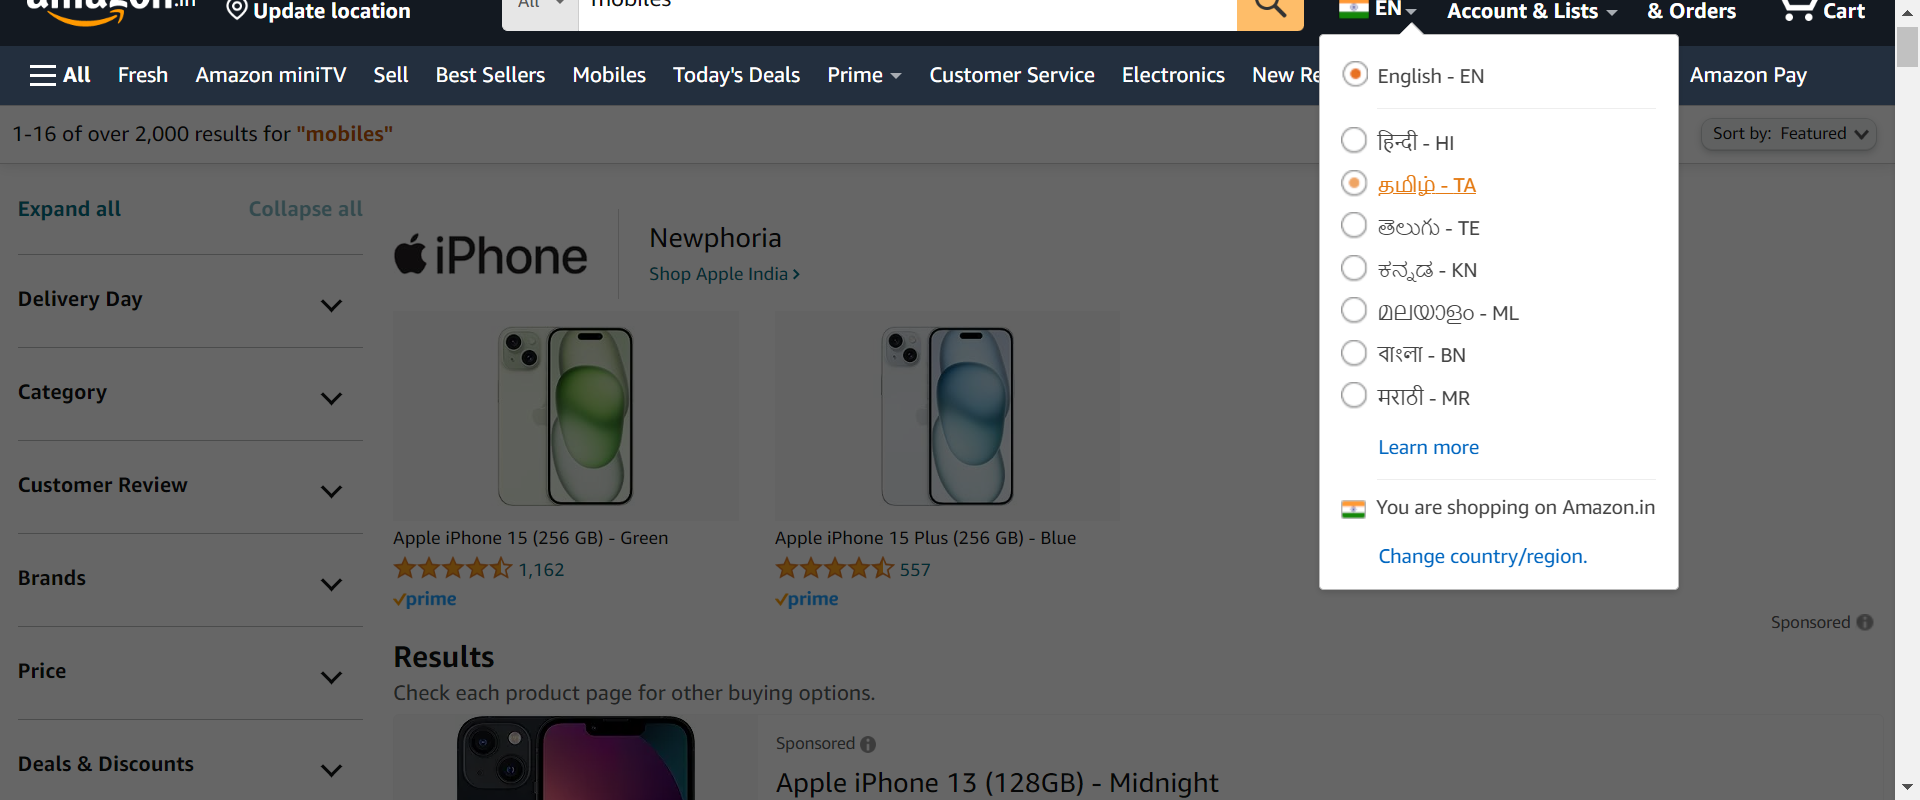 amazon.in
Update location
All
mobiles
EN
Account & Lists
& Orders
Cart
All
Fresh
Amazon miniTV
Sell
Best Sellers
Mobiles
Today's Deals
Prime
Customer Service
Electronics
New Re
Amazon Pay
1-16 of over 2,000 results for "mobiles"
Sort by: Featured
English - EN
हिन्दी - HI
தமிழ் - TA
తెలుగు - TE
ಕನ್ನಡ - KN
മലയാളം - ML
বাংলা - BN
मराठी - MR
Learn more
You are shopping on Amazon.in
Change country/region.
Expand all
Collapse all
Delivery Day
Category
Customer Review
Brands
Price
Deals & Discounts
iPhone
Newphoria
Shop Apple India ›
Apple iPhone 15 (256 GB) - Green
1,162
prime
Apple iPhone 15 Plus (256 GB) - Blue
557
prime
Sponsored
Results
Check each product page for other buying options.
Sponsored
Apple iPhone 13 (128GB) - Midnight